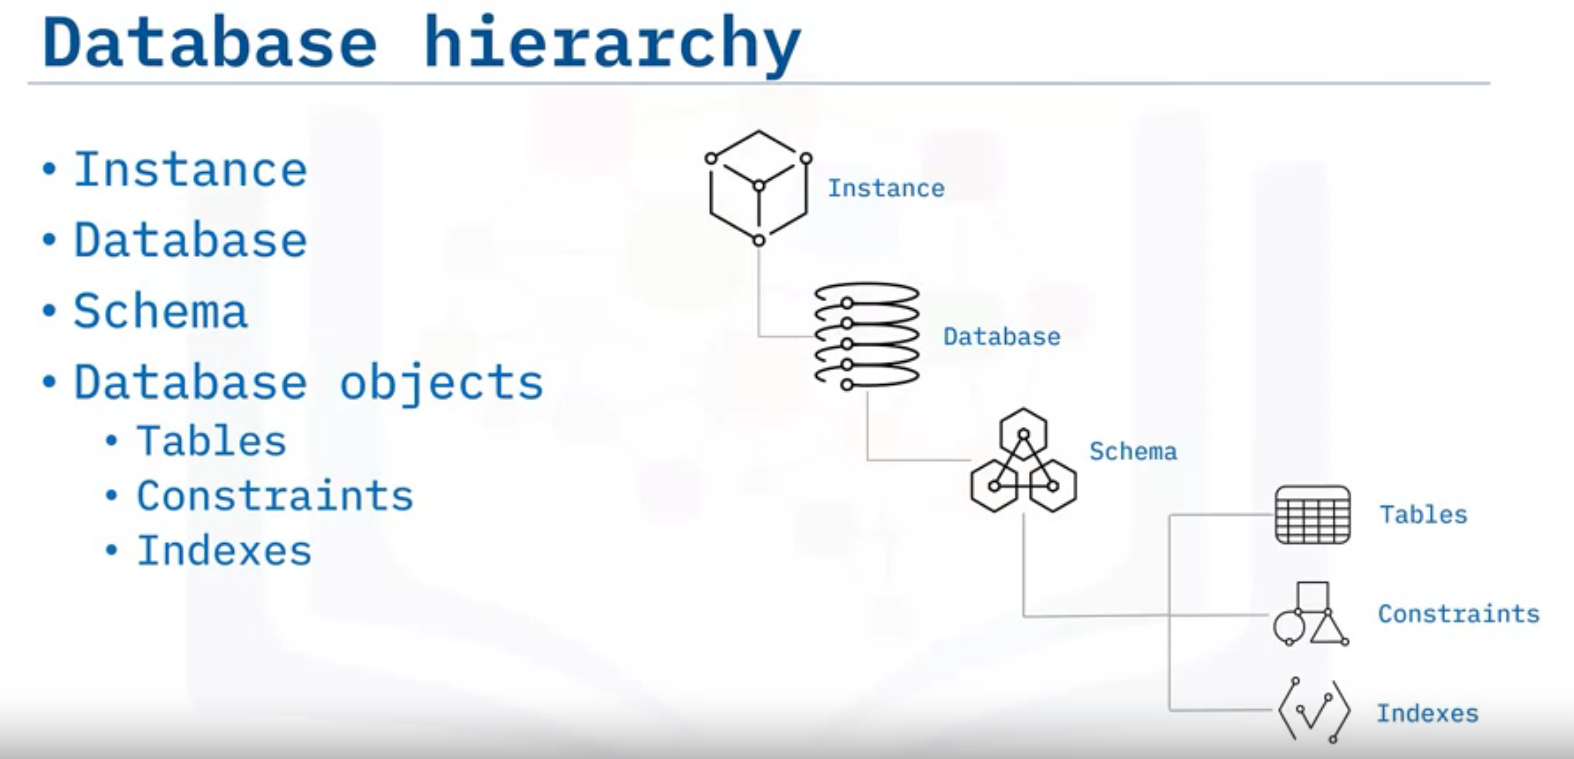 Database hierarchy
• Instance
• Database
• Schema
• Database objects
• Tables
• Constraints
• Indexes
Instance
Database
Schema
Tables
Constraints
Indexes